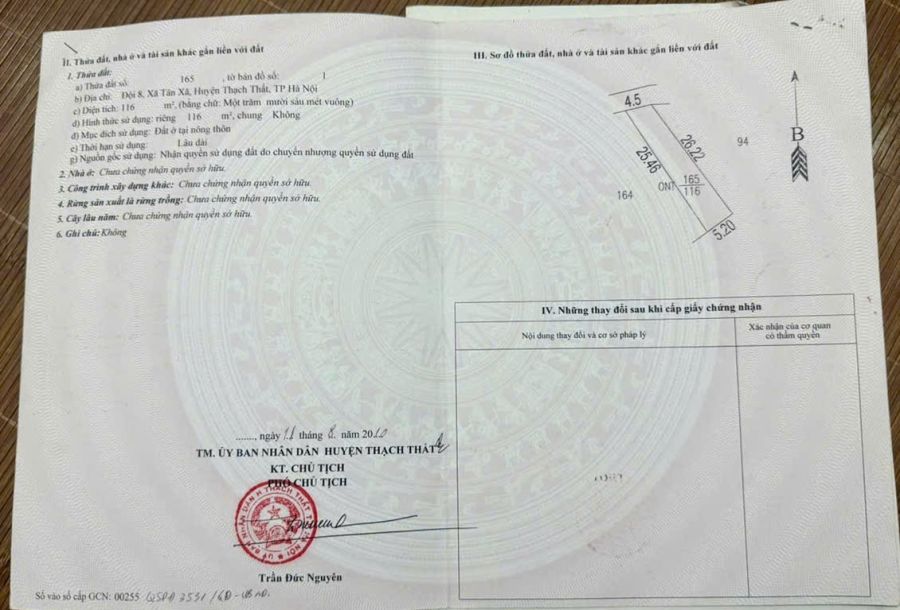 II. Thửa đất, nhà ở và tài sản khác gắn liền với đất
1. Thửa đất:
a) Thửa đất số: 165 , tờ bản đồ số: 1
b) Địa chỉ: Đội 8, Xã Tân Xã, Huyện Thạch Thất, TP Hà Nội
c) Diện tích: 116 m², (bằng chữ: Một trăm mười sáu mét vuông)
d) Hình thức sử dụng: riêng 116 m², chung Không
đ) Mục đích sử dụng: Đất ở tại nông thôn
e) Thời hạn sử dụng: Lâu dài
g) Nguồn gốc sử dụng: Nhận quyền sử dụng đất do chuyển nhượng quyền sử dụng đất
2. Nhà ở: Chưa chứng nhận quyền sở hữu.
3. Công trình xây dựng khác: Chưa chứng nhận quyền sở hữu.
4. Rừng sản xuất là rừng trồng: Chưa chứng nhận quyền sở hữu.
5. Cây lâu năm: Chưa chứng nhận quyền sở hữu.
6. Ghi chú: Không
........, ngày 11 tháng 8 năm 2010
TM. ỦY BAN NHÂN DÂN HUYỆN THẠCH THẤT
KT. CHỦ TỊCH
PHÓ CHỦ TỊCH
Trần Đức Nguyên
Số vào sổ cấp GCN: 00255
III. Sơ đồ thửa đất, nhà ở và tài sản khác gắn liền với đất
4.5
26.22
25.46
94
B
164
ONT 165
116
5.20
IV. Những thay đổi sau khi cấp giấy chứng nhận
Nội dung thay đổi và cơ sở pháp lý
Xác nhận của cơ quan
có thẩm quyền